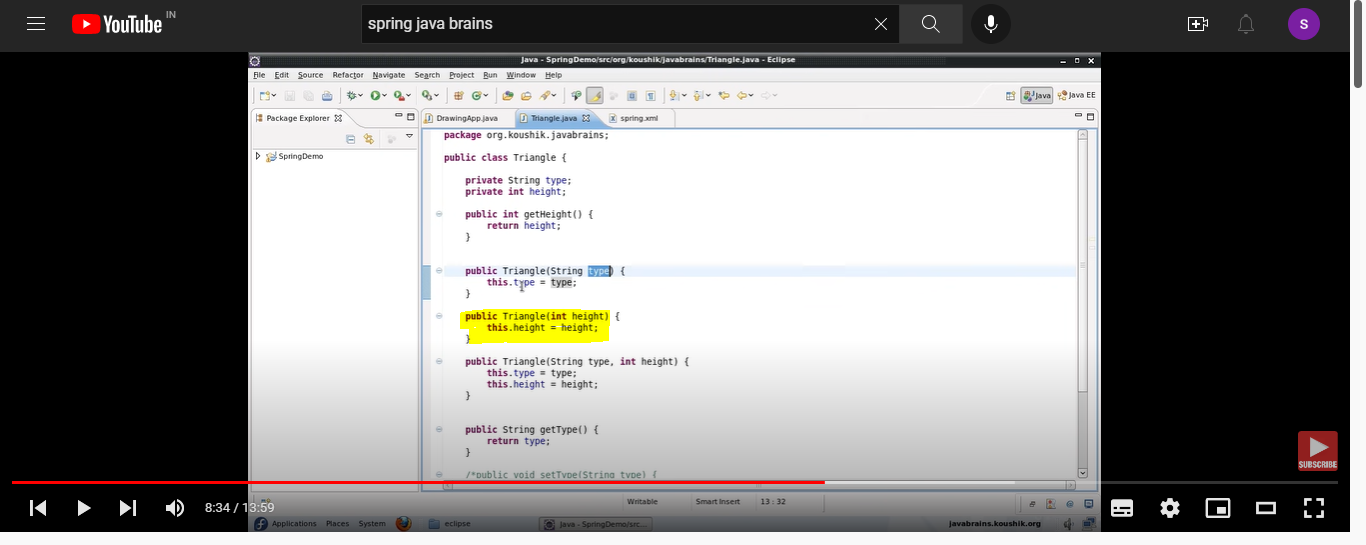 YouTube IN
spring java brains
S
Java - SpringDemo/src/org/koushik/javabrains/Triangle.java - Eclipse
File Edit Source Refactor Navigate Search Project Run Window Help
Java Java EE
Package Explorer
DrawingApp.java Triangle.java spring.xml
SpringDemo
package org.koushik.javabrains;
public class Triangle {
private String type;
private int height;
public int getHeight() {
return height;
}
public Triangle(String type) {
this.type = type;
}
public Triangle(int height) {
this.height = height;
}
public Triangle(String type, int height) {
this.type = type;
this.height = height;
}
public String getType() {
return type;
}
/*public void setType(String type) {
SUBSCRIBE
Writable Smart Insert 13 : 32
8:34 / 13:59
Applications Places System eclipse Java - SpringDemo/src... javabrains.koushik.org